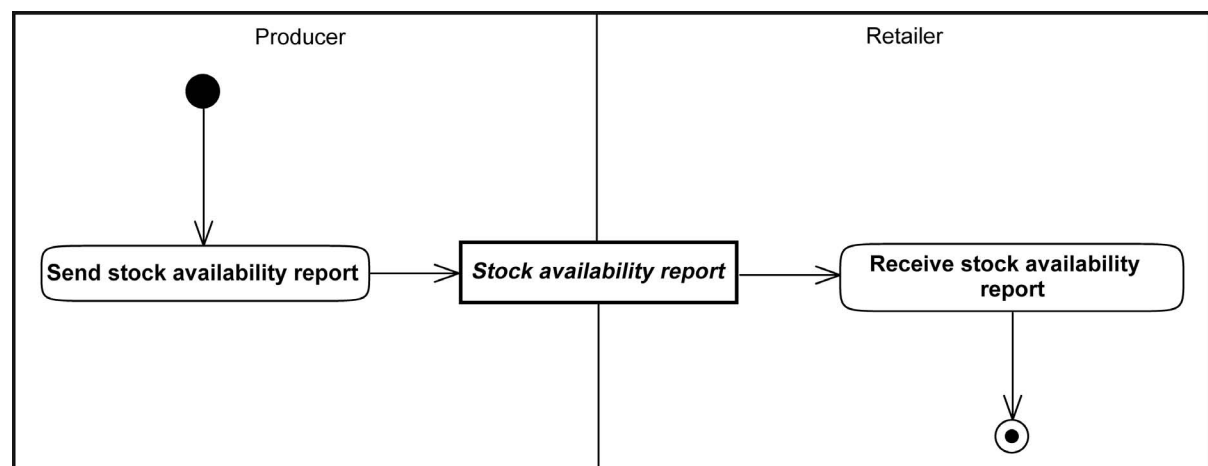 Producer
Retailer
Send stock availability report
Stock availability report
Receive stock availability
report